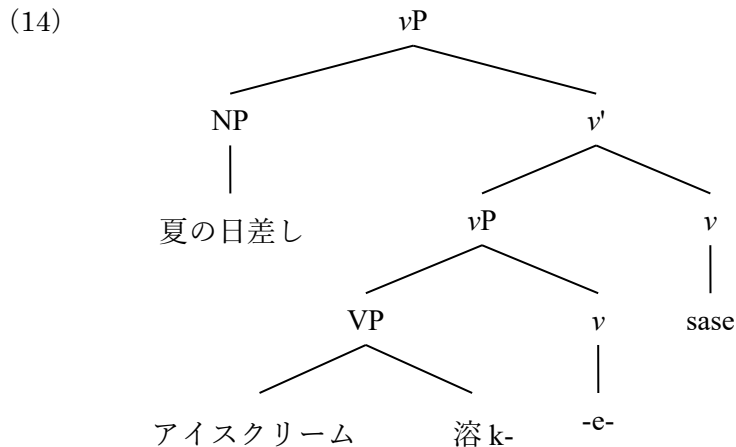 (14)
vP
NP v'
夏の日差し vP v
VP v sase
アイスクリーム 溶 k- -e-